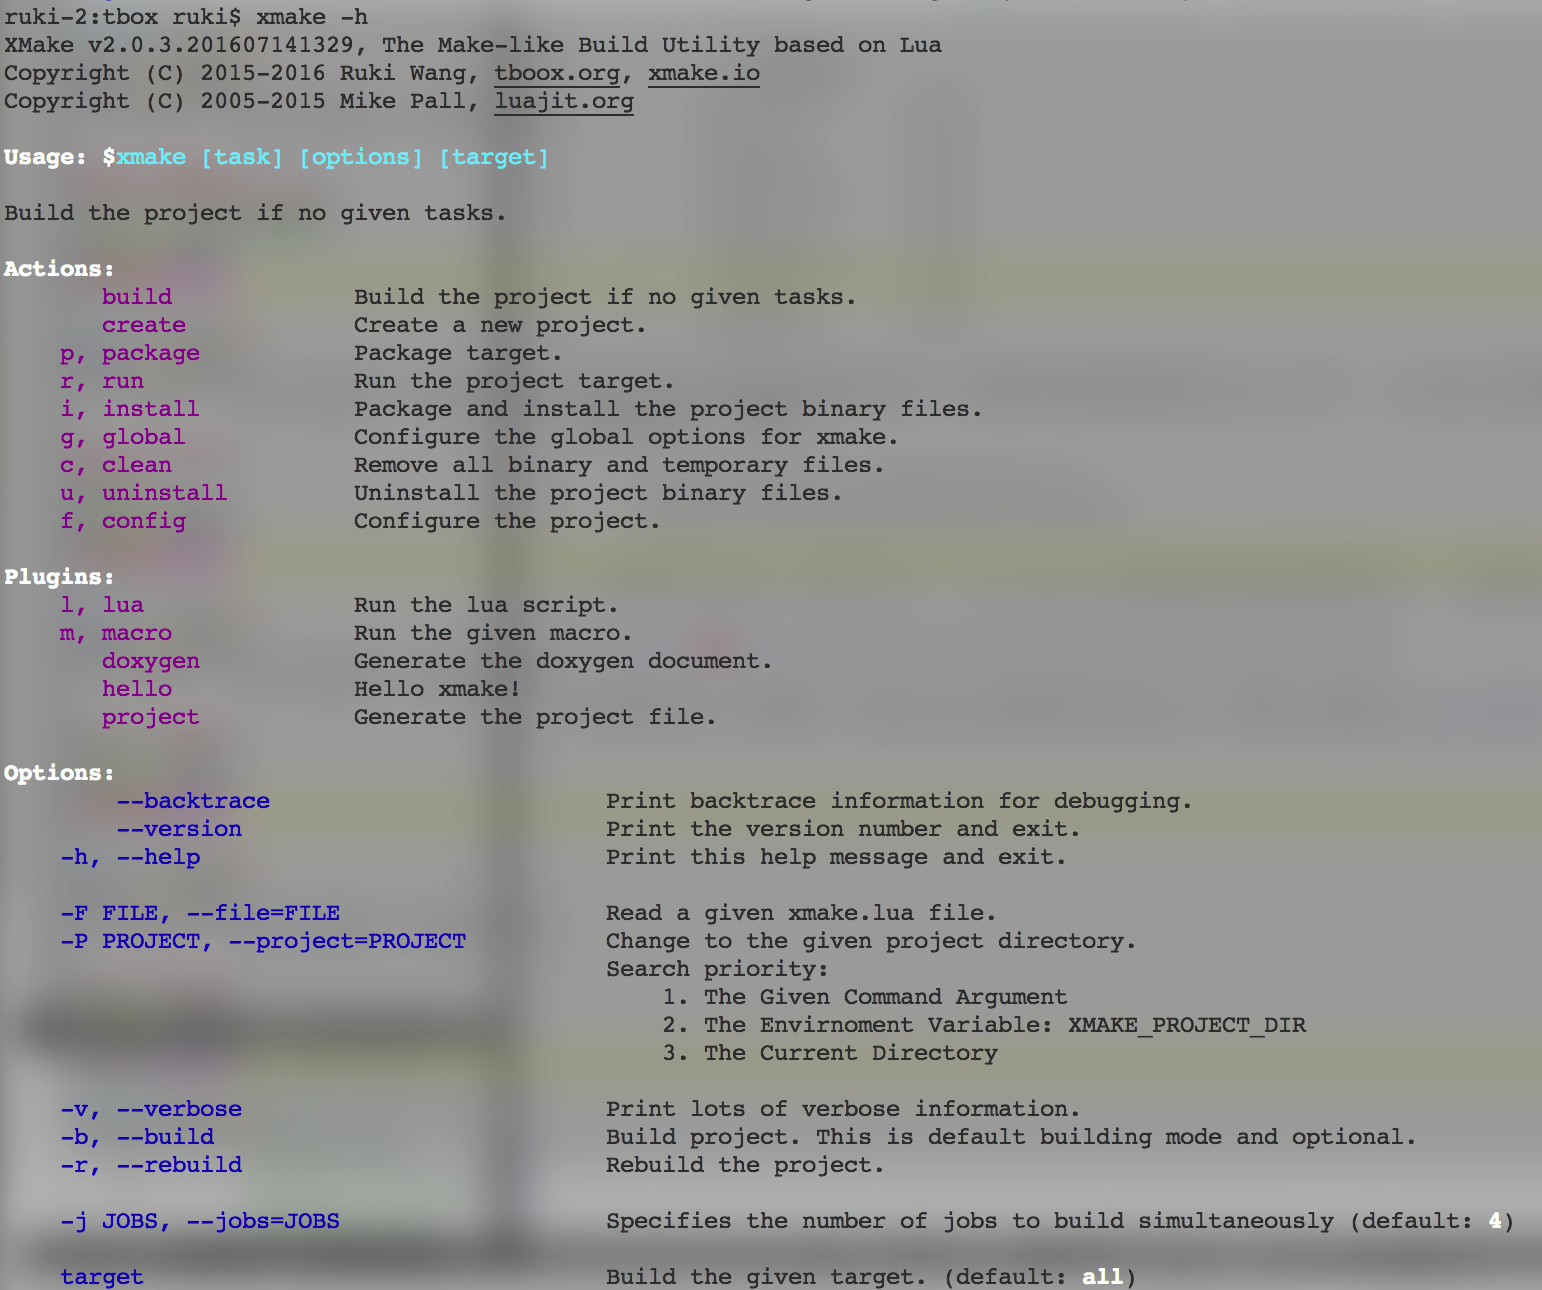 ruki-2:tbox ruki$ xmake -h
XMake v2.0.3.201607141329, The Make-like Build Utility based on Lua
Copyright (C) 2015-2016 Ruki Wang, tboox.org, xmake.io
Copyright (C) 2005-2015 Mike Pall, luajit.org
Usage: $xmake [task] [options] [target]
Build the project if no given tasks.
Actions:
build Build the project if no given tasks.
create Create a new project.
p, package Package target.
r, run Run the project target.
i, install Package and install the project binary files.
g, global Configure the global options for xmake.
c, clean Remove all binary and temporary files.
u, uninstall Uninstall the project binary files.
f, config Configure the project.
Plugins:
l, lua Run the lua script.
m, macro Run the given macro.
doxygen Generate the doxygen document.
hello Hello xmake!
project Generate the project file.
Options:
--backtrace Print backtrace information for debugging.
--version Print the version number and exit.
-h, --help Print this help message and exit.
-F FILE, --file=FILE Read a given xmake.lua file.
-P PROJECT, --project=PROJECT Change to the given project directory.
Search priority:
1. The Given Command Argument
2. The Envirnoment Variable: XMAKE_PROJECT_DIR
3. The Current Directory
-v, --verbose Print lots of verbose information.
-b, --build Build project. This is default building mode and optional.
-r, --rebuild Rebuild the project.
-j JOBS, --jobs=JOBS Specifies the number of jobs to build simultaneously (default: 4)
target Build the given target. (default: all)